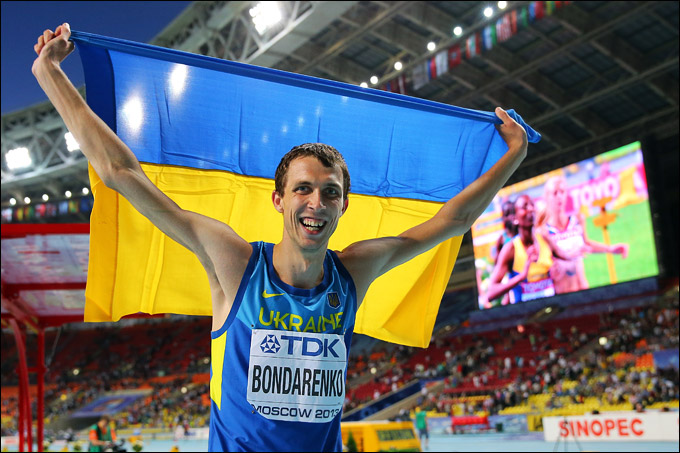 TOYO
UKRAINE
TDK
BONDARENKO
MOSCOW 2013
SINOPEC